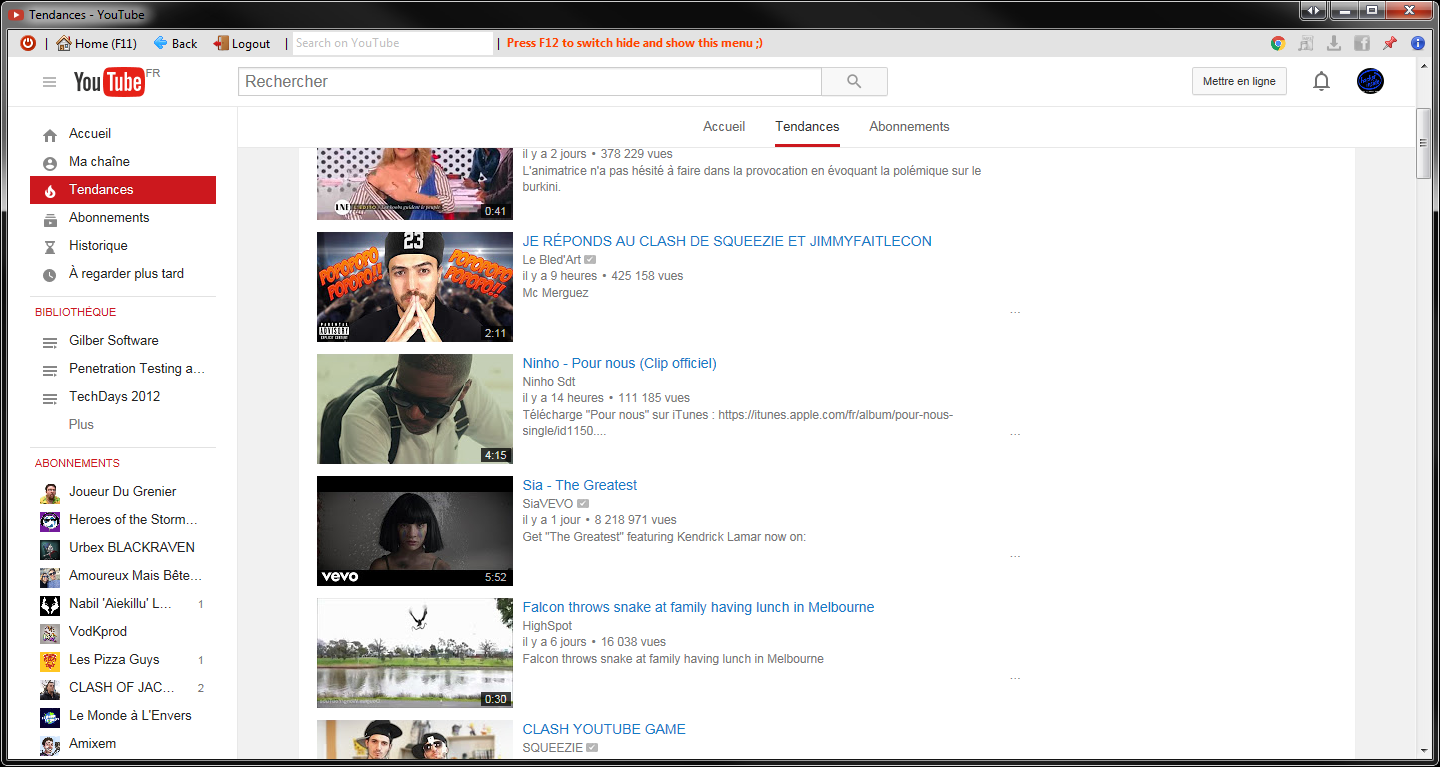 Tendances - YouTube
| Home (F11) Back Logout | Search on YouTube | Press F12 to switch hide and show this menu ;)
YouTube FR
Rechercher
Mettre en ligne
Accueil Tendances Abonnements
Accueil
Ma chaîne
Tendances
Abonnements
Historique
À regarder plus tard
BIBLIOTHÈQUE
Gilber Software
Penetration Testing a...
TechDays 2012
Plus
ABONNEMENTS
Joueur Du Grenier
Heroes of the Storm...
Urbex BLACKRAVEN
Amoureux Mais Bête...
Nabil 'Aiekillu' L... 1
VodKprod
Les Pizza Guys 1
CLASH OF JAC... 2
Le Monde à L'Envers
Amixem
il y a 2 jours • 378 229 vues
L'animatrice n'a pas hésité à faire dans la provocation en évoquant la polémique sur le
burkini.
0:41
JE RÉPONDS AU CLASH DE SQUEEZIE ET JIMMYFAITLECON
Le Bled'Art
il y a 9 heures • 425 158 vues
Mc Merguez
...
23
POPOPOPO
POPOPO!!
POPOPOPO
POPOPO!!
PARENTAL
ADVISORY
EXPLICIT CONTENT
2:11
Ninho - Pour nous (Clip officiel)
Ninho Sdt
il y a 14 heures • 111 185 vues
Télécharge "Pour nous" sur iTunes : https://itunes.apple.com/fr/album/pour-nous-
single/id1150....
...
4:15
Sia - The Greatest
SiaVEVO
il y a 1 jour • 8 218 971 vues
Get "The Greatest" featuring Kendrick Lamar now on:
...
vevo
5:52
Falcon throws snake at family having lunch in Melbourne
HighSpot
il y a 6 jours • 16 038 vues
Falcon throws snake at family having lunch in Melbourne
...
0:30
CLASH YOUTUBE GAME
SQUEEZIE